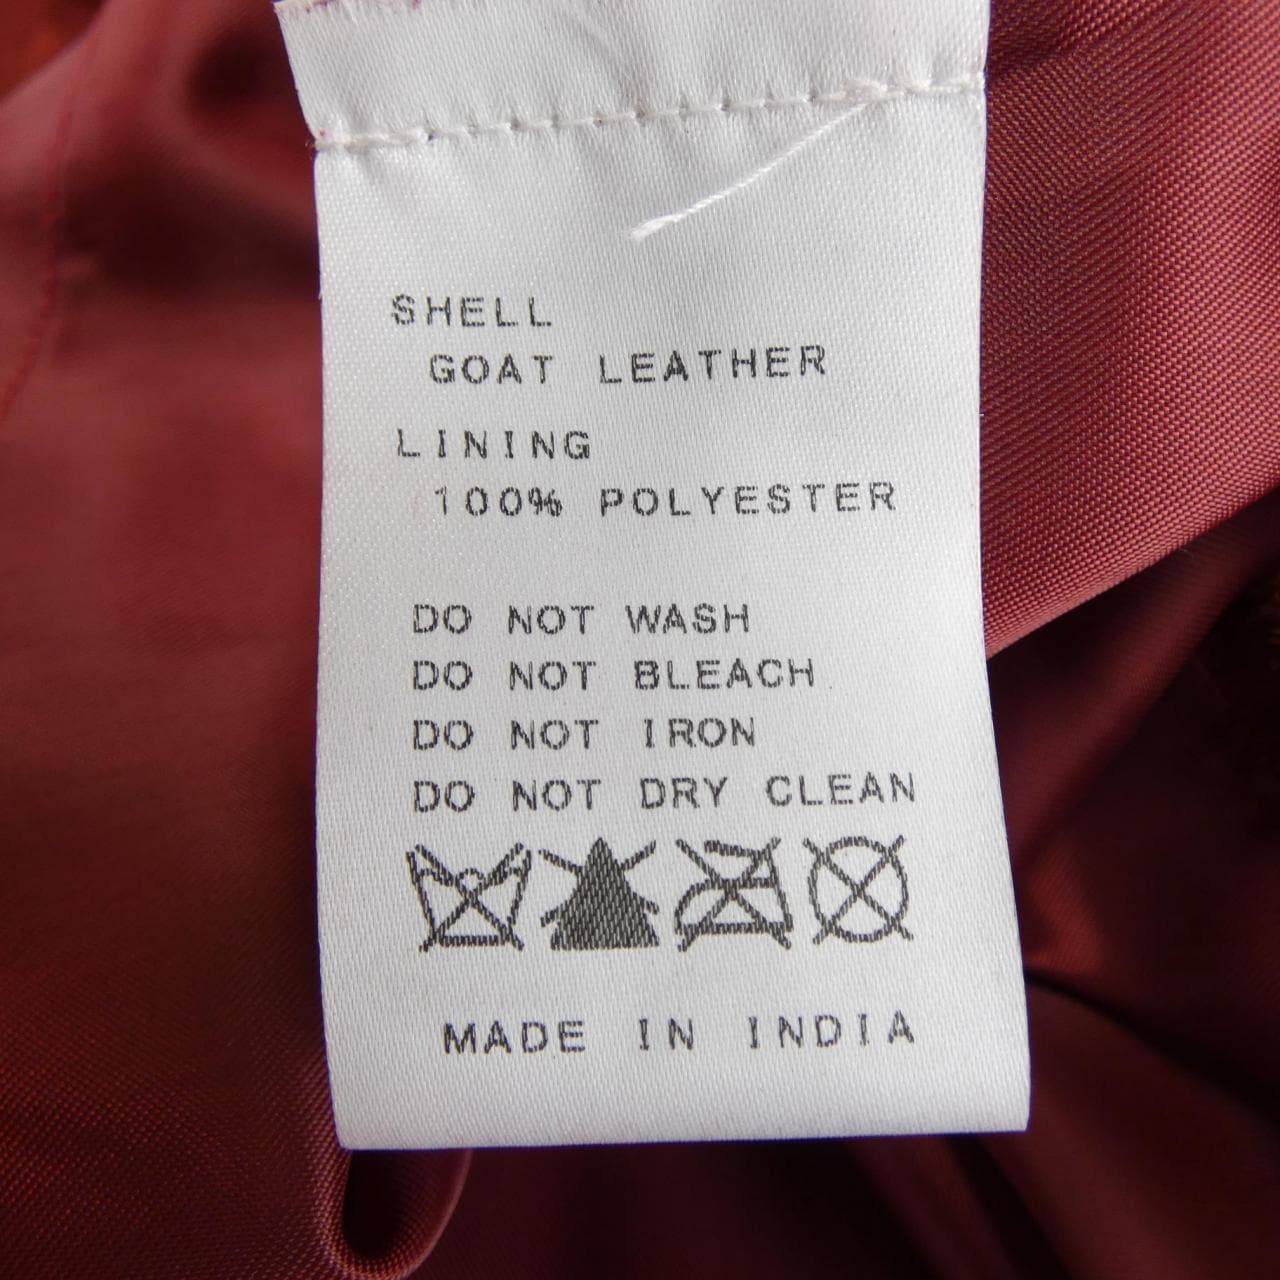 SHELL
GOAT LEATHER
LINING
100% POLYESTER
DO NOT WASH
DO NOT BLEACH
DO NOT IRON
DO NOT DRY CLEAN
MADE IN INDIA